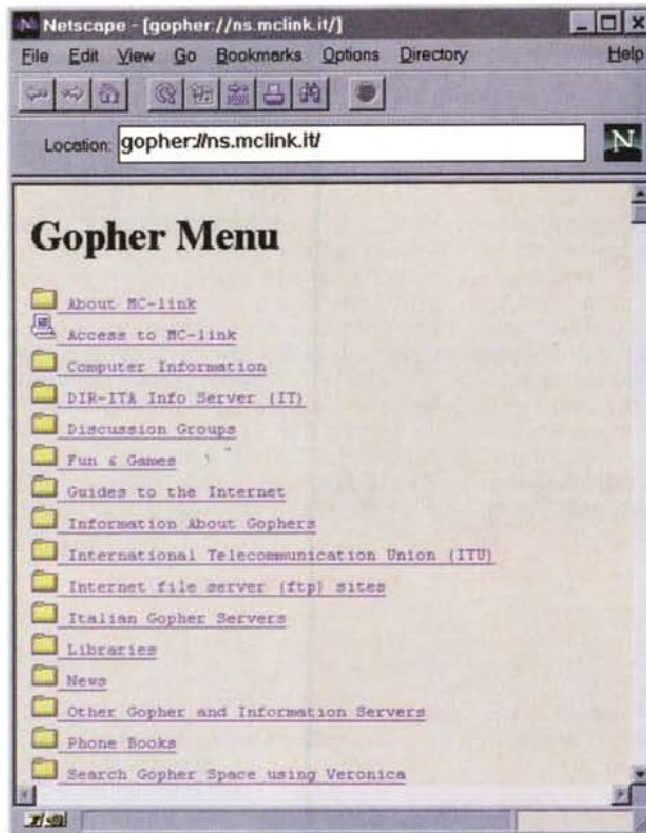 Netscape - [gopher://ns.mclink.it/]
File Edit View Go Bookmarks Options Directory Help
Location: gopher://ns.mclink.it/
N
Gopher Menu
About MC-link
Access to MC-link
Computer Information
DIR-ITA Info Server (IT)
Discussion Groups
Fun & Games
Guides to the Internet
Information About Gophers
International Telecommunication Union (ITU)
Internet file server (ftp) sites
Italian Gopher Servers
Libraries
News
Other Gopher and Information Servers
Phone Books
Search Gopher Space using Veronica